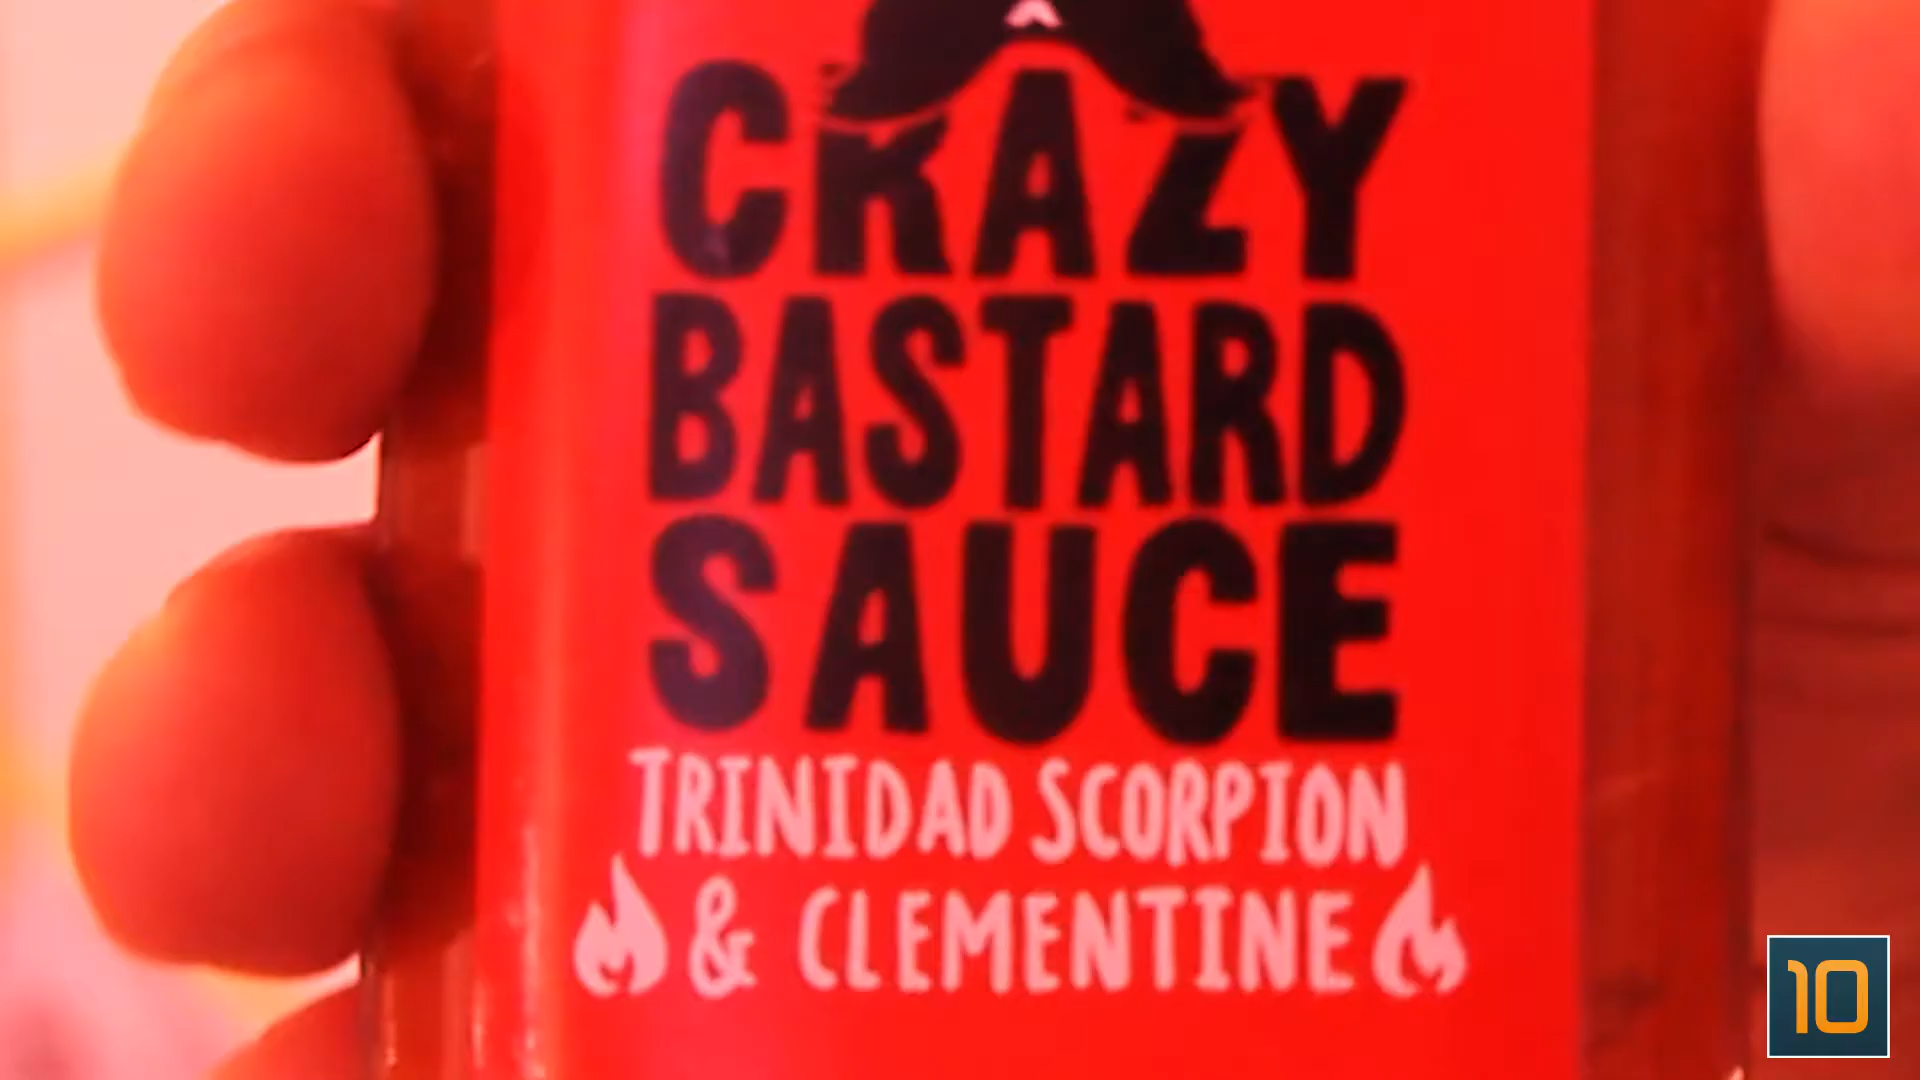 CRAZY
BASTARD
SAUCE
TRINIDAD SCORPION
& CLEMENTINE
10